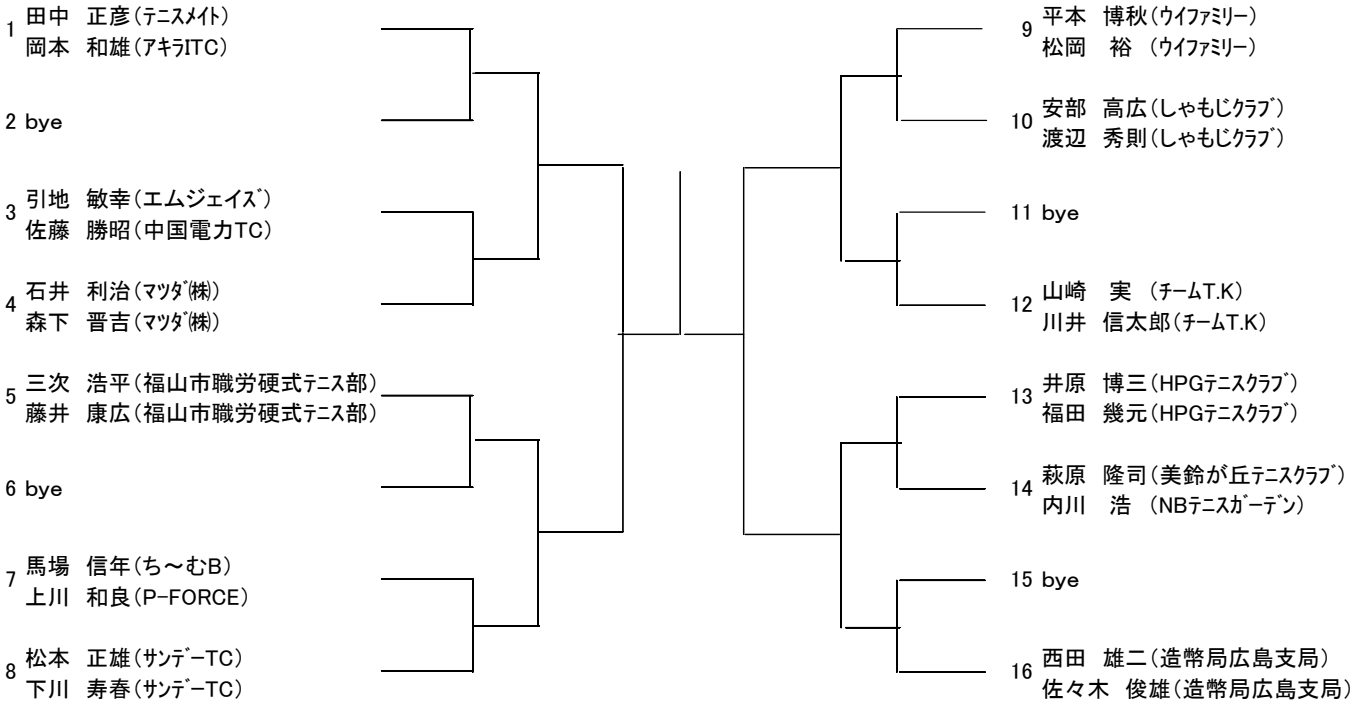 1 田中 正彦(ﾃﾆｽﾒｲﾄ)
岡本 和雄(ｱｷﾗITC)
2 bye
3 引地 敏幸(エムジェイズ)
佐藤 勝昭(中国電力TC)
4 石井 利治(ﾏﾂﾀﾞ㈱)
森下 晋吉(ﾏﾂﾀﾞ㈱)
5 三次 浩平(福山市職労硬式ﾃﾆｽ部)
藤井 康広(福山市職労硬式ﾃﾆｽ部)
6 bye
7 馬場 信年(ち～むB)
上川 和良(P-FORCE)
8 松本 正雄(ｻﾝﾃﾞｰTC)
下川 寿春(ｻﾝﾃﾞｰTC)
9 平本 博秋(ｳｲﾌｧﾐﾘｰ)
松岡 裕 (ｳｲﾌｧﾐﾘｰ)
10 安部 高広(しゃもじｸﾗﾌﾞ)
渡辺 秀則(しゃもじｸﾗﾌﾞ)
11 bye
12 山崎 実 (ﾁｰﾑT.K)
川井 信太郎(ﾁｰﾑT.K)
13 井原 博三(HPGﾃﾆｽｸﾗﾌﾞ)
福田 幾元(HPGﾃﾆｽｸﾗﾌﾞ)
14 萩原 隆司(美鈴が丘ﾃﾆｽｸﾗﾌﾞ)
内川 浩 (NBﾃﾆｽｶﾞｰﾃﾞﾝ)
15 bye
16 西田 雄二(造幣局広島支局)
佐々木 俊雄(造幣局広島支局)